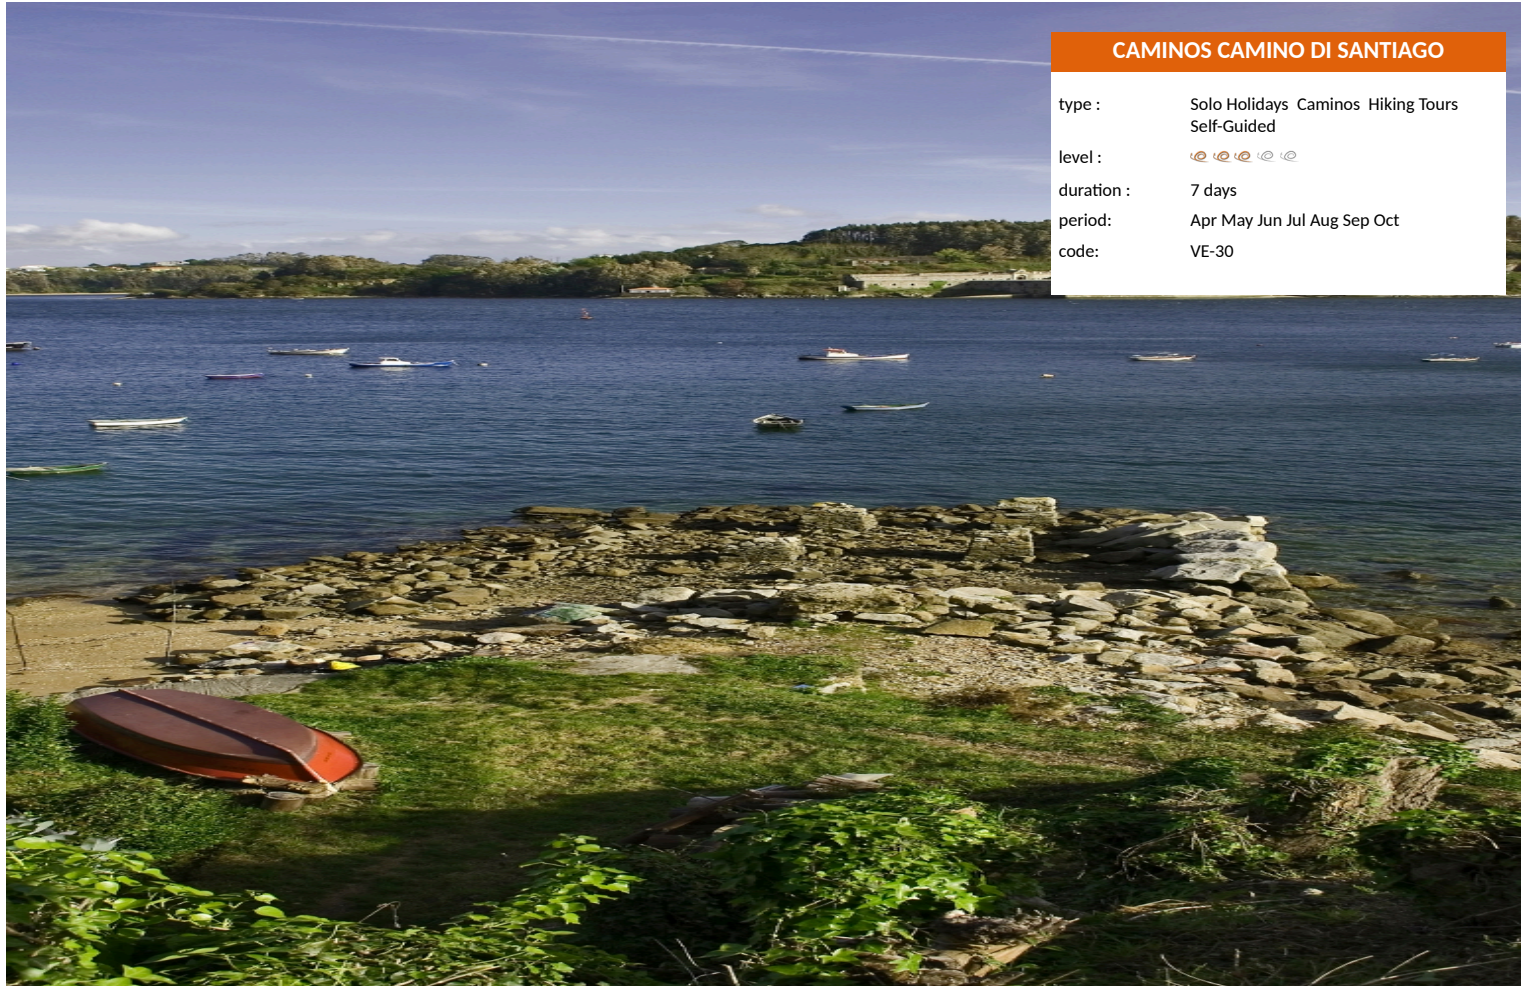 CAMINOS CAMINO DI SANTIAGO
type : Solo Holidays Caminos Hiking Tours
Self-Guided
level :
duration : 7 days
period: Apr May Jun Jul Aug Sep Oct
code: VE-30